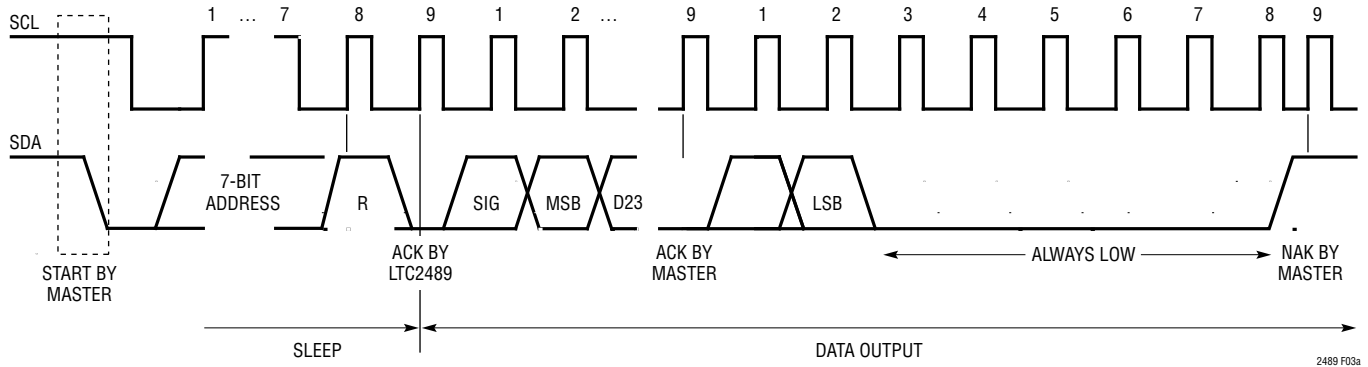 1 … 7 8 9 1 2 … 9 1 2 3 4 5 6 7 8 9
SCL
SDA
7-BIT
ADDRESS
R
SIG
MSB
D23
LSB
START BY
MASTER
ACK BY
LTC2489
ACK BY
MASTER
ALWAYS LOW
NAK BY
MASTER
SLEEP
DATA OUTPUT
2489 F03a